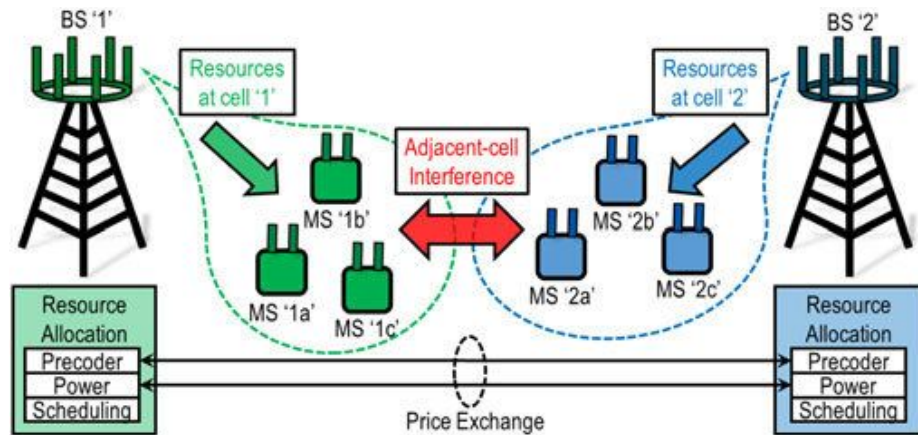 BS '1'
BS '2'
Resources
at cell '1'
Resources
at cell '2'
Adjacent-cell
Interference
MS '1b'
MS '2b'
MS '1a'
MS '1c'
MS '2a'
MS '2c'
Resource
Allocation
Precoder
Power
Scheduling
Resource
Allocation
Precoder
Power
Scheduling
Price Exchange